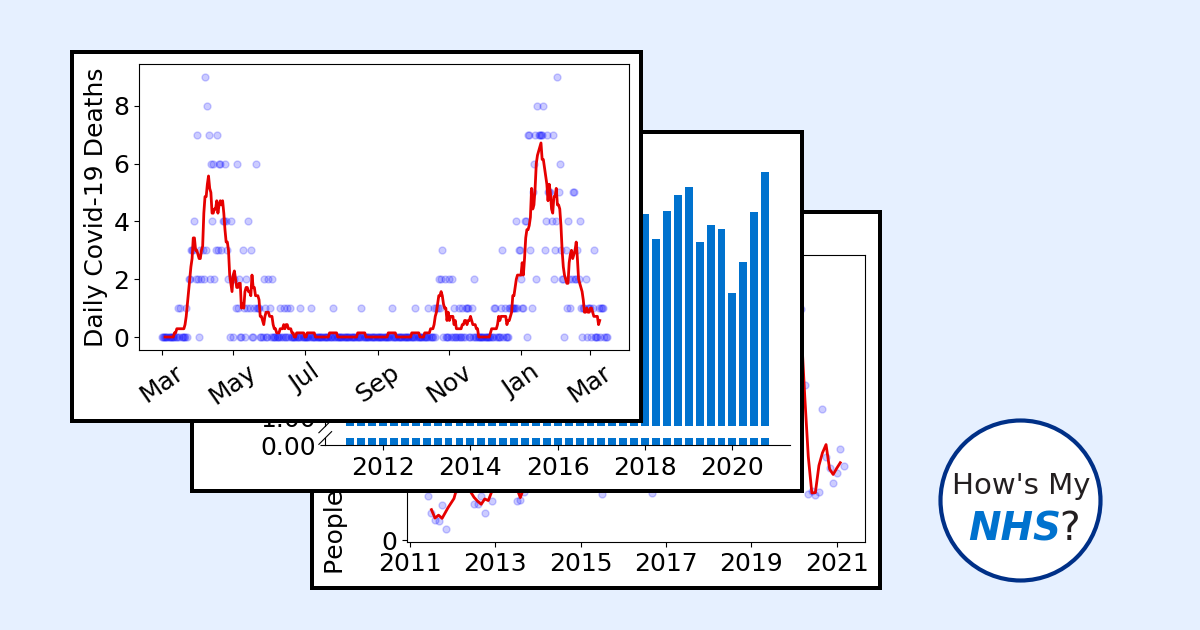 Daily Covid-19 Deaths
8
6
4
2
0
Mar May Jul Sep Nov Jan Mar
0.00
2012 2014 2016 2018 2020
People
0
2011 2013 2015 2017 2019 2021
How's My
NHS?